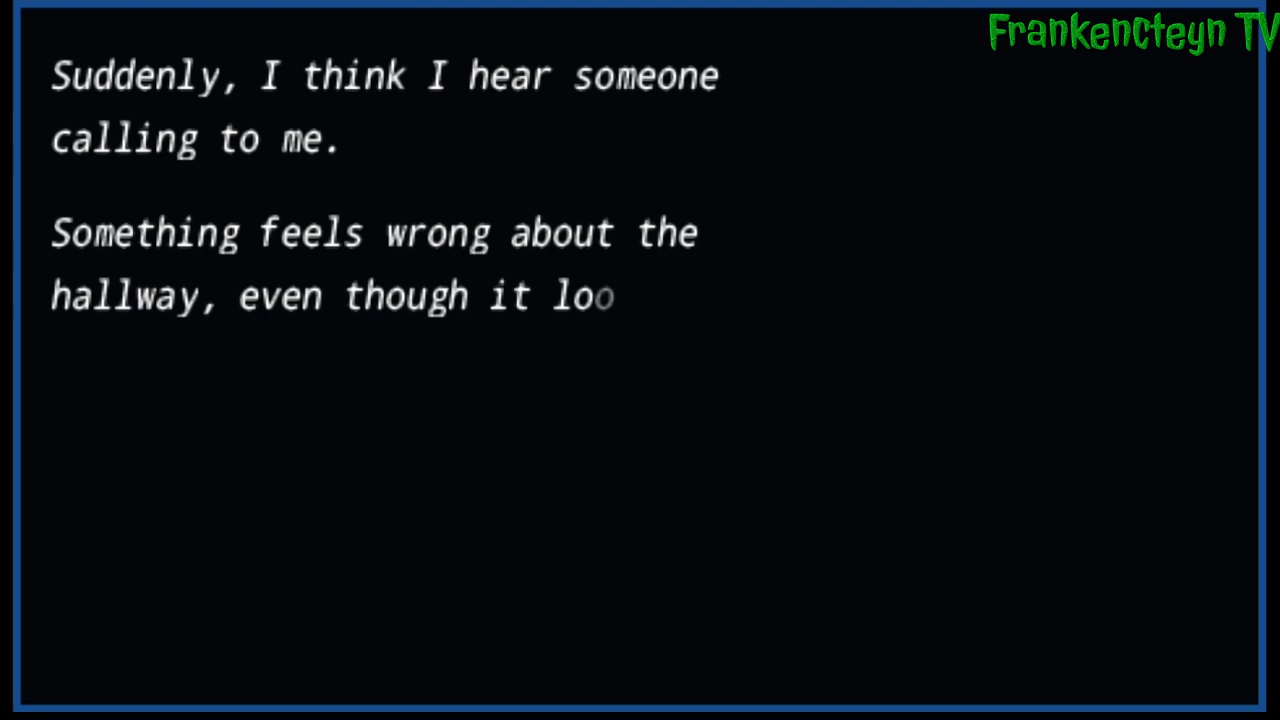 FrankenCteyn TV
Suddenly, I think I hear someone
calling to me.
Something feels wrong about the
hallway, even though it loo